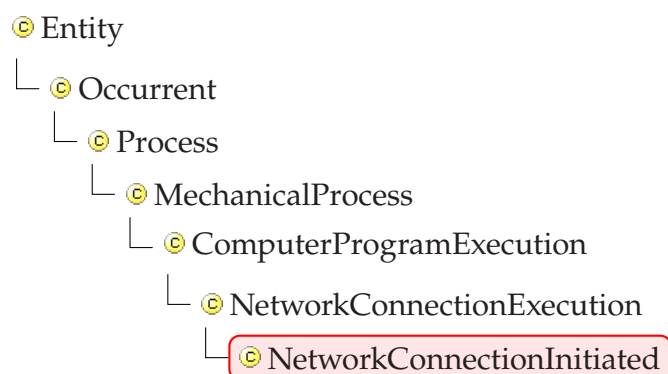 Entity
Occurrent
Process
MechanicalProcess
ComputerProgramExecution
NetworkConnectionExecution
NetworkConnectionInitiated